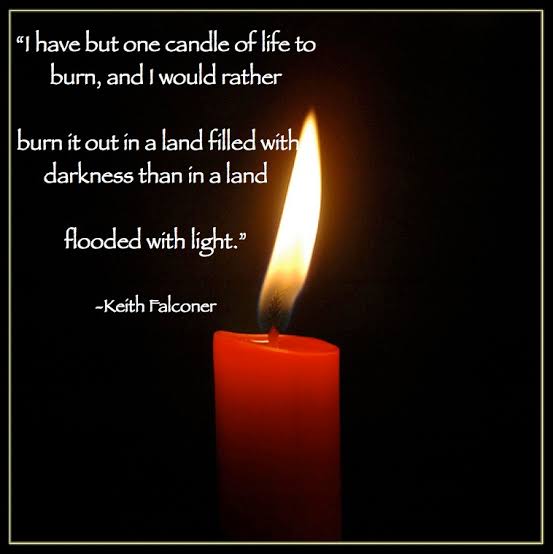 “I have but one candle of life to
burn, and I would rather
burn it out in a land filled with
darkness than in a land
flooded with light.”
-Keith Falconer